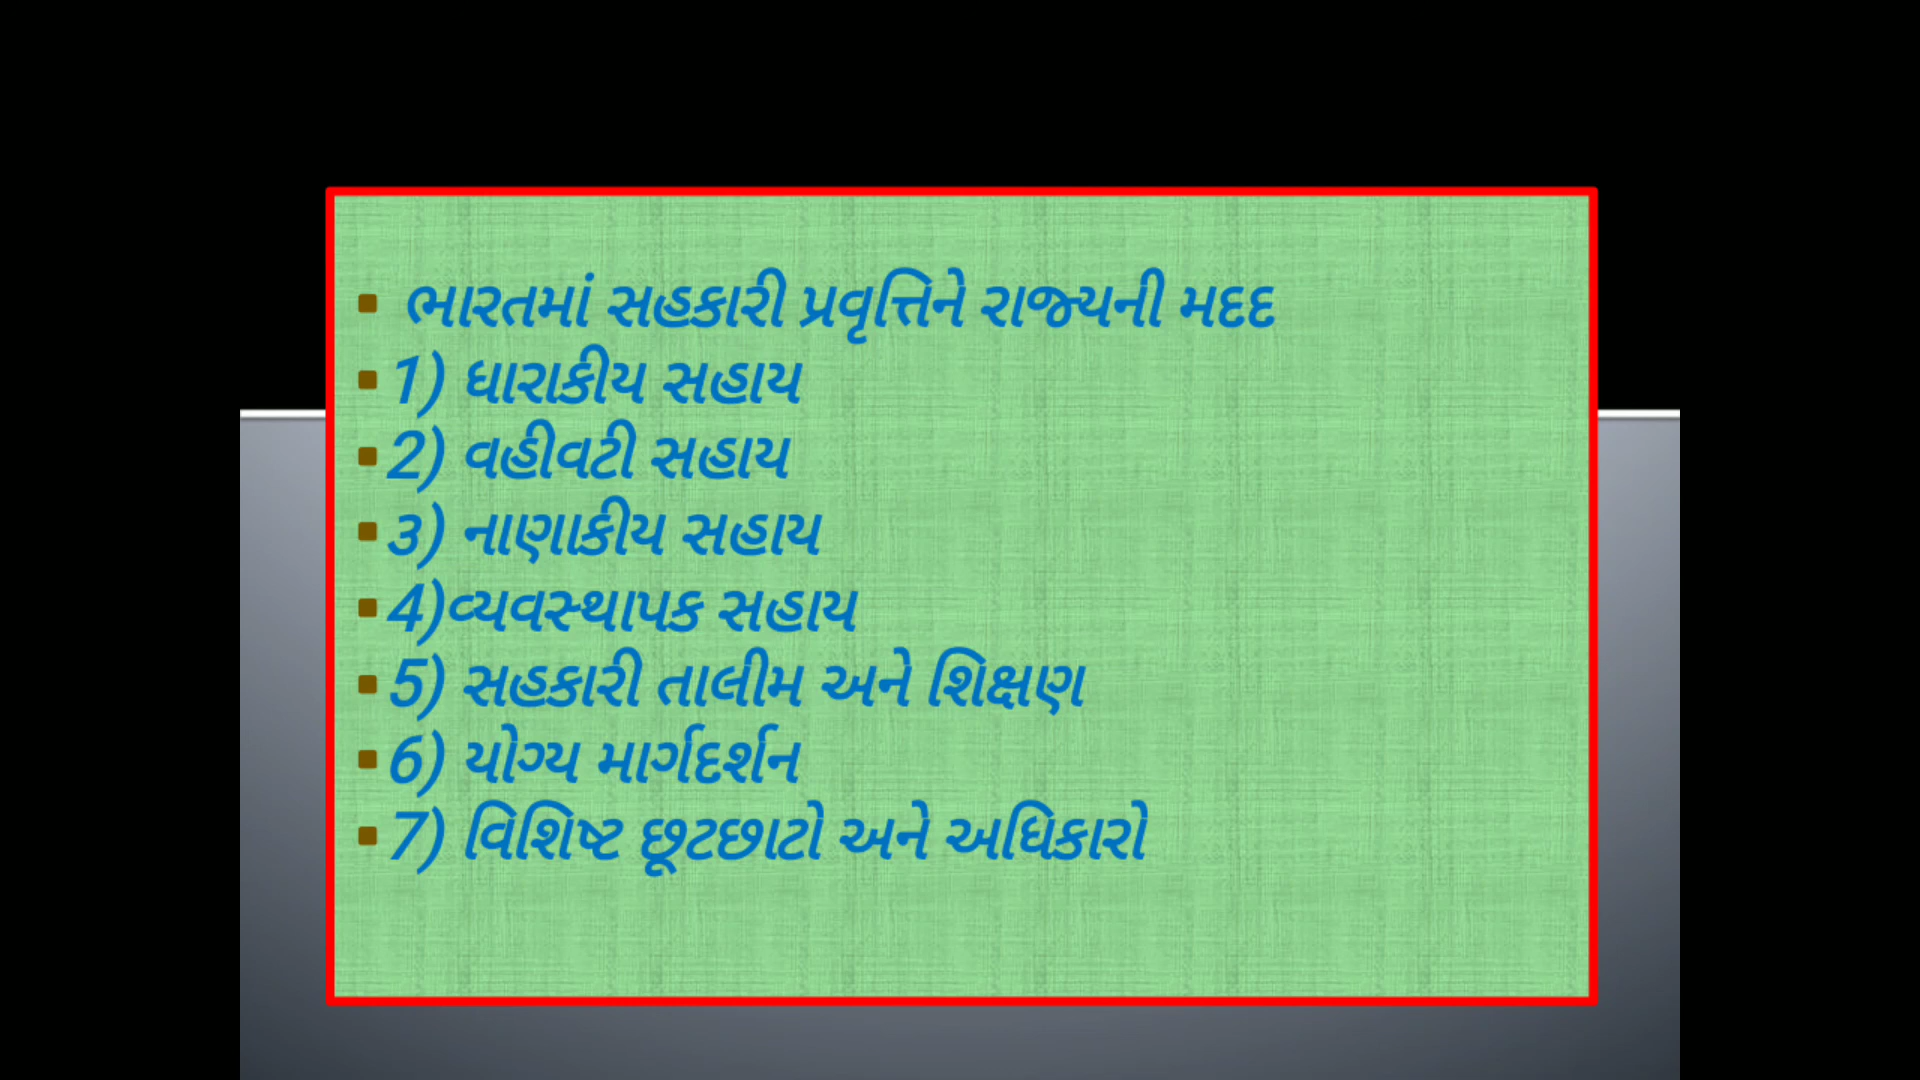 ભારતમાં સહકારી પ્રવૃત્તિને રાજ્યની મદદ
1) ધારાકીય સહાય
2) વહીવટી સહાય
૩) નાણાકીય સહાય
4)વ્યવસ્થાપક સહાય
5) સહકારી તાલીમ અને શિક્ષણ
6) યોગ્ય માર્ગદર્શન
7) વિશિષ્ટ છૂટછાટો અને અધિકારો